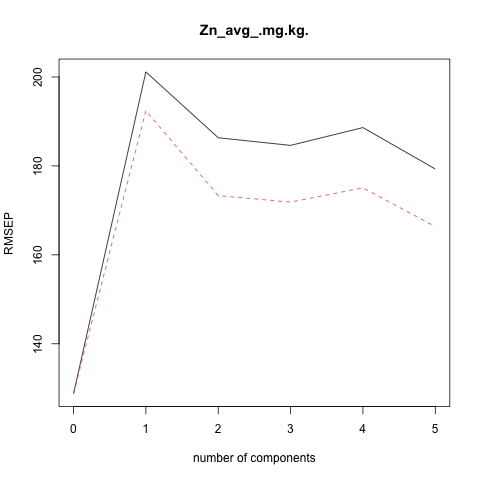 Zn_avg_.mg.kg.
200
180
160
140
RMSEP
0 1 2 3 4 5
number of components